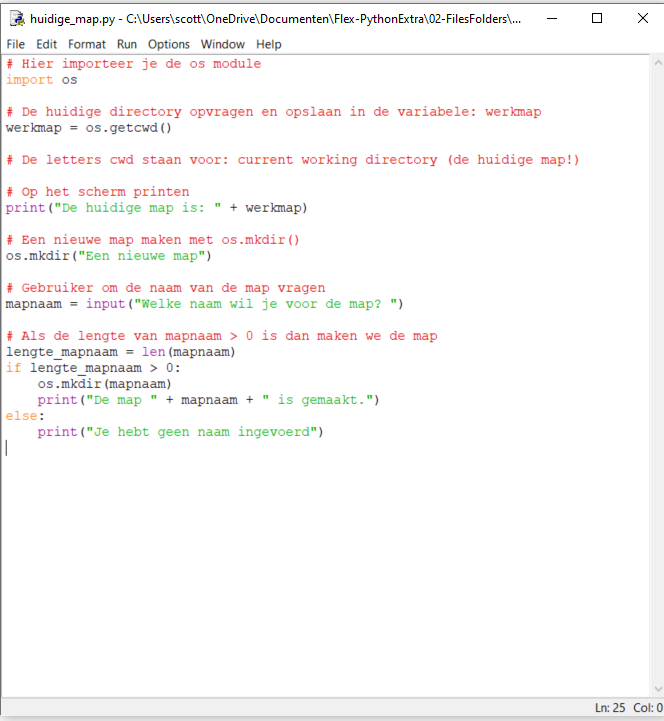 huidige_map.py - C:\Users\scott\OneDrive\Documenten\Flex-PythonExtra\02-FilesFolders\...
File Edit Format Run Options Window Help
# Hier importeer je de os module
import os
# De huidige directory opvragen en opslaan in de variabele: werkmap
werkmap = os.getcwd()
# De letters cwd staan voor: current working directory (de huidige map!)
# Op het scherm printen
print("De huidige map is: " + werkmap)
# Een nieuwe map maken met os.mkdir()
os.mkdir("Een nieuwe map")
# Gebruiker om de naam van de map vragen
mapnaam = input("Welke naam wil je voor de map? ")
# Als de lengte van mapnaam > 0 is dan maken we de map
lengte_mapnaam = len(mapnaam)
if lengte_mapnaam > 0:
    os.mkdir(mapnaam)
    print("De map " + mapnaam + " is gemaakt.")
else:
    print("Je hebt geen naam ingevoerd")
Ln: 25 Col: 0